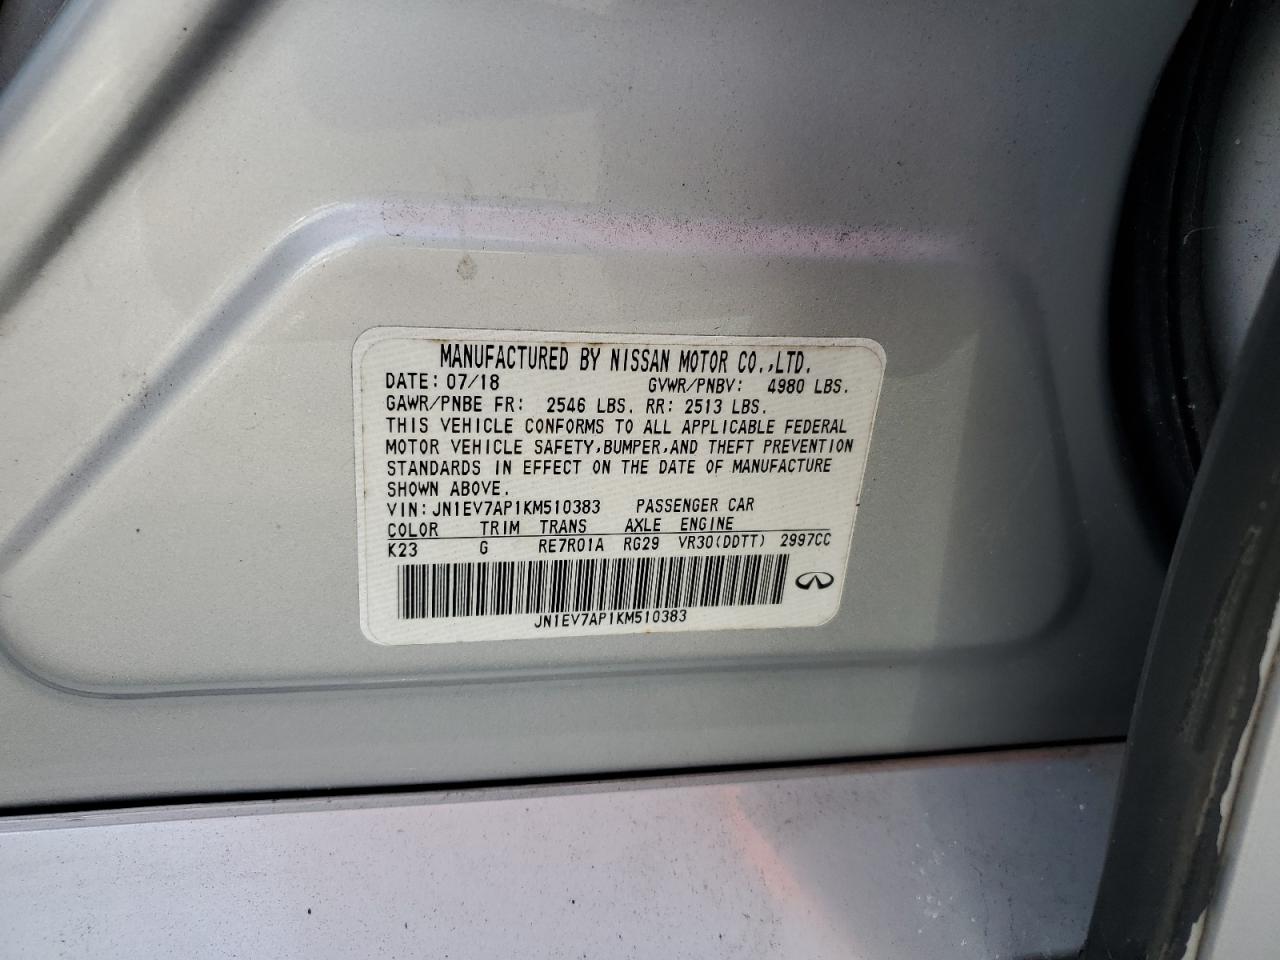 MANUFACTURED BY NISSAN MOTOR CO.,LTD.
DATE: 07/18 GVWR/PNBV: 4980 LBS.
GAWR/PNBE FR: 2546 LBS. RR: 2513 LBS.
THIS VEHICLE CONFORMS TO ALL APPLICABLE FEDERAL
MOTOR VEHICLE SAFETY,BUMPER,AND THEFT PREVENTION
STANDARDS IN EFFECT ON THE DATE OF MANUFACTURE
SHOWN ABOVE.
VIN:JN1EV7AP1KM510383 PASSENGER CAR
COLOR TRIM TRANS AXLE ENGINE
K23 G RE7R01A RG29 VR30(DDTT) 2997CC
JN1EV7AP1KM510383